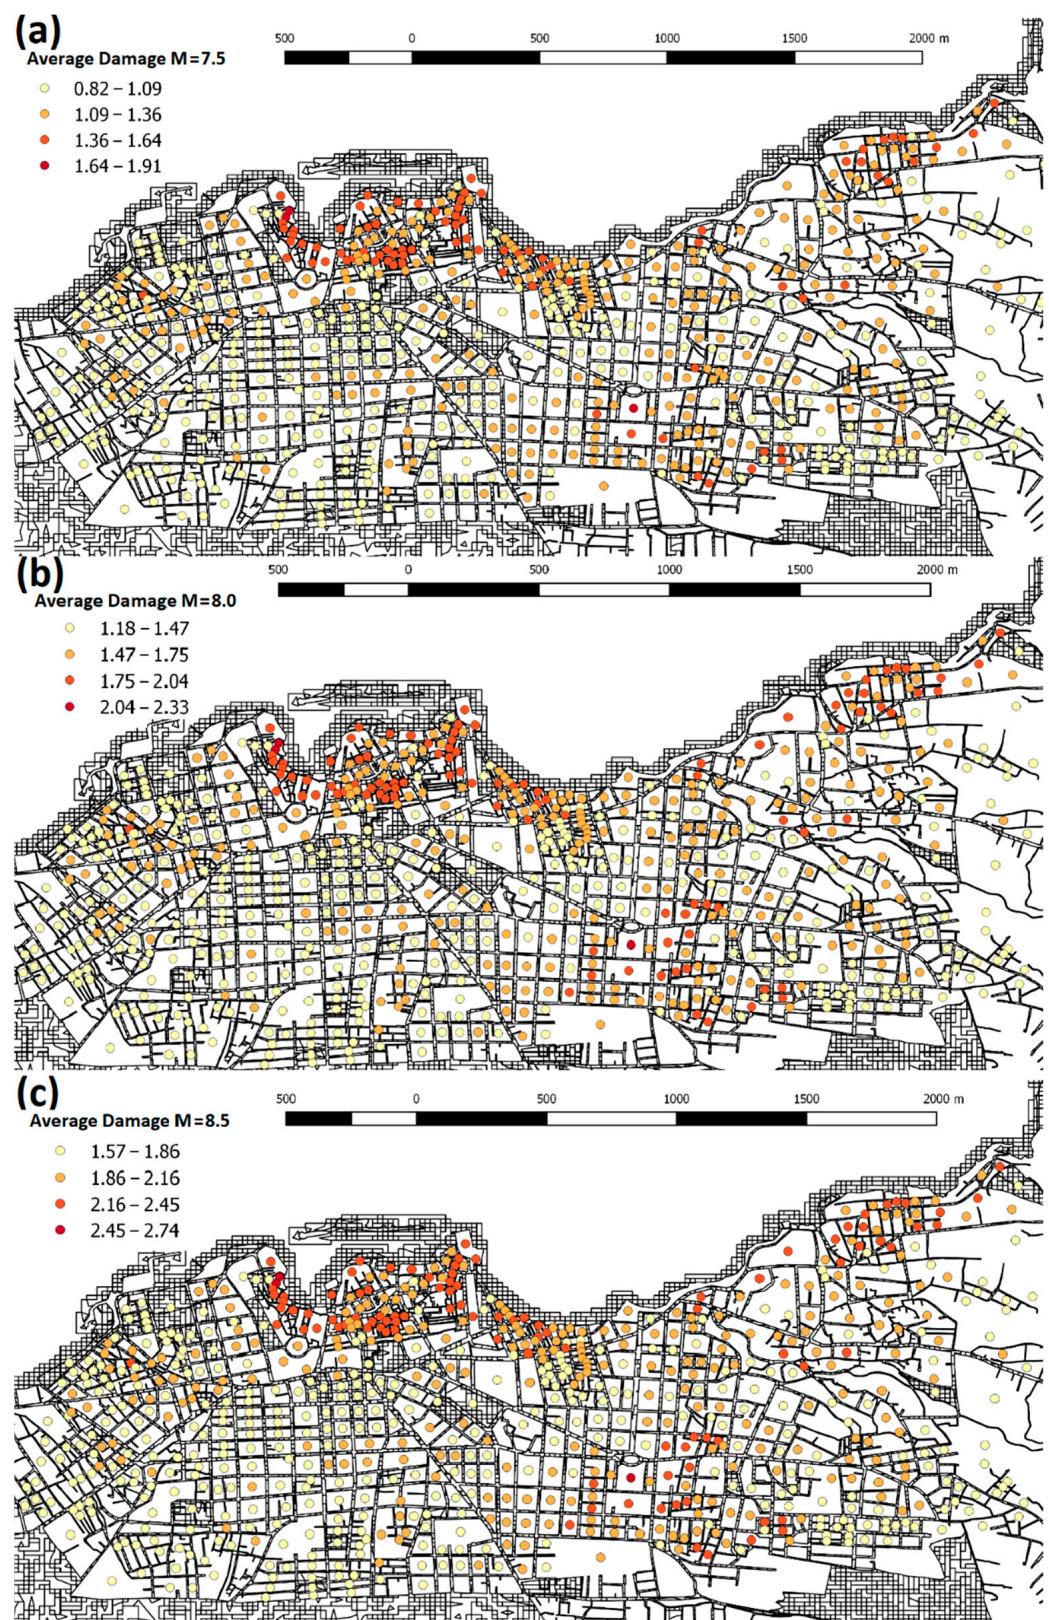 (a)
500 0 500 1000 1500 2000 m
Average Damage M=7.5
0.82 – 1.09
1.09 – 1.36
1.36 – 1.64
1.64 – 1.91
(b)
500 0 500 1000 1500 2000 m
Average Damage M=8.0
1.18 – 1.47
1.47 – 1.75
1.75 – 2.04
2.04 – 2.33
(c)
500 0 500 1000 1500 2000 m
Average Damage M=8.5
1.57 – 1.86
1.86 – 2.16
2.16 – 2.45
2.45 – 2.74